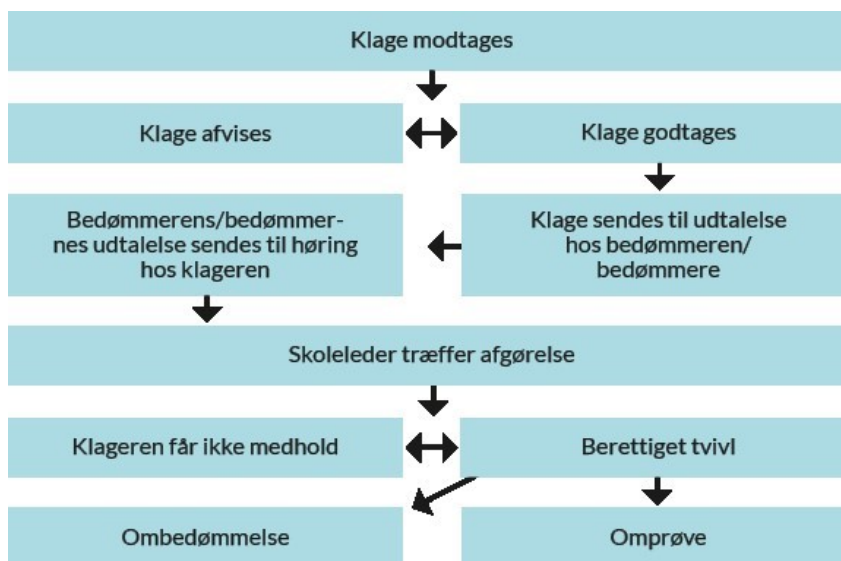 Klage modtages
Klage afvises
Klage godtages
Bedømmerens/bedømmer-
nes udtalelse sendes til høring
hos klageren
Klage sendes til udtalelse
hos bedømmeren/
bedømmere
Skoleleder træffer afgørelse
Klageren får ikke medhold
Berettiget tvivl
Ombedømmelse
Omprøve